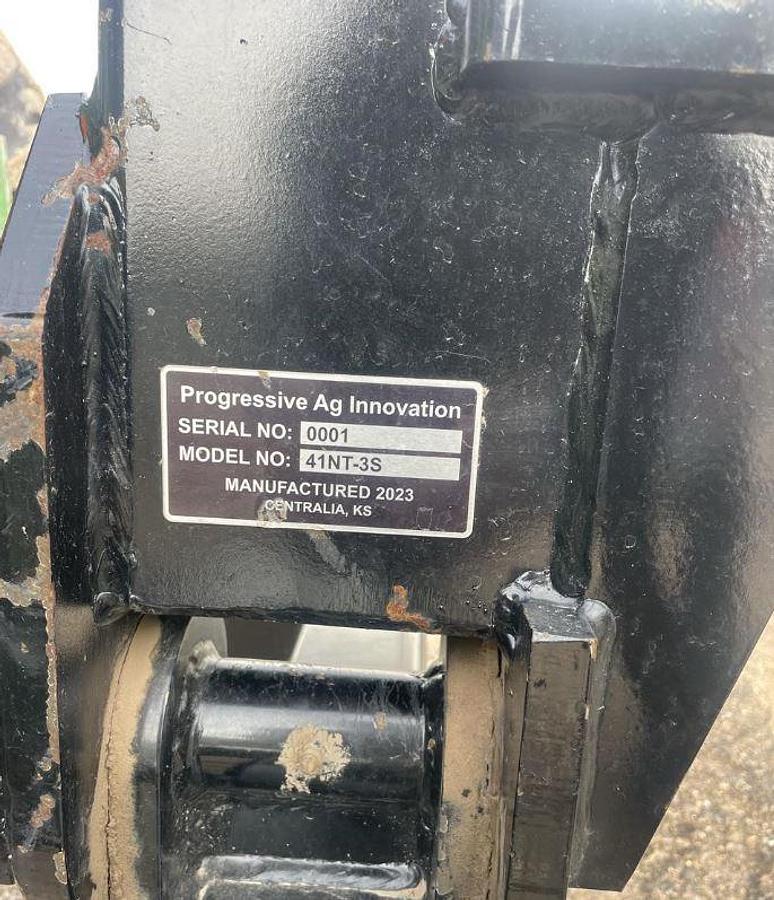 Progressive Ag Innovation
SERIAL NO: 0001
MODEL NO: 41NT-3S
MANUFACTURED 2023
CENTRALIA, KS